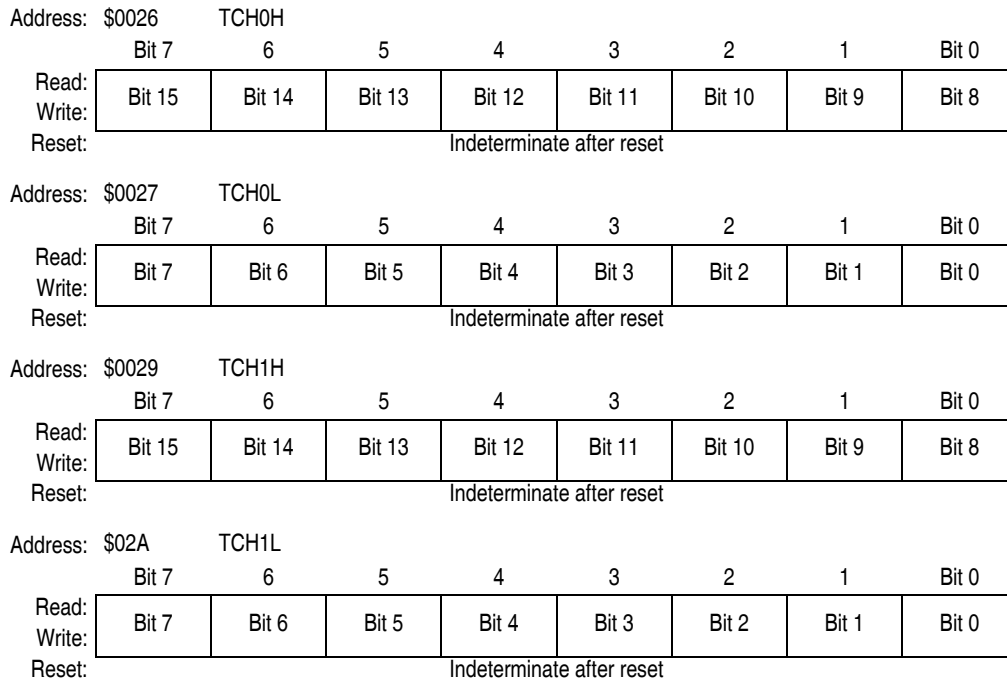 Address: $0026 TCH0H
Bit 7 6 5 4 3 2 1 Bit 0
Read:
Write:
Bit 15 Bit 14 Bit 13 Bit 12 Bit 11 Bit 10 Bit 9 Bit 8
Reset: Indeterminate after reset
Address: $0027 TCH0L
Bit 7 6 5 4 3 2 1 Bit 0
Read:
Write:
Bit 7 Bit 6 Bit 5 Bit 4 Bit 3 Bit 2 Bit 1 Bit 0
Reset: Indeterminate after reset
Address: $0029 TCH1H
Bit 7 6 5 4 3 2 1 Bit 0
Read:
Write:
Bit 15 Bit 14 Bit 13 Bit 12 Bit 11 Bit 10 Bit 9 Bit 8
Reset: Indeterminate after reset
Address: $02A TCH1L
Bit 7 6 5 4 3 2 1 Bit 0
Read:
Write:
Bit 7 Bit 6 Bit 5 Bit 4 Bit 3 Bit 2 Bit 1 Bit 0
Reset: Indeterminate after reset